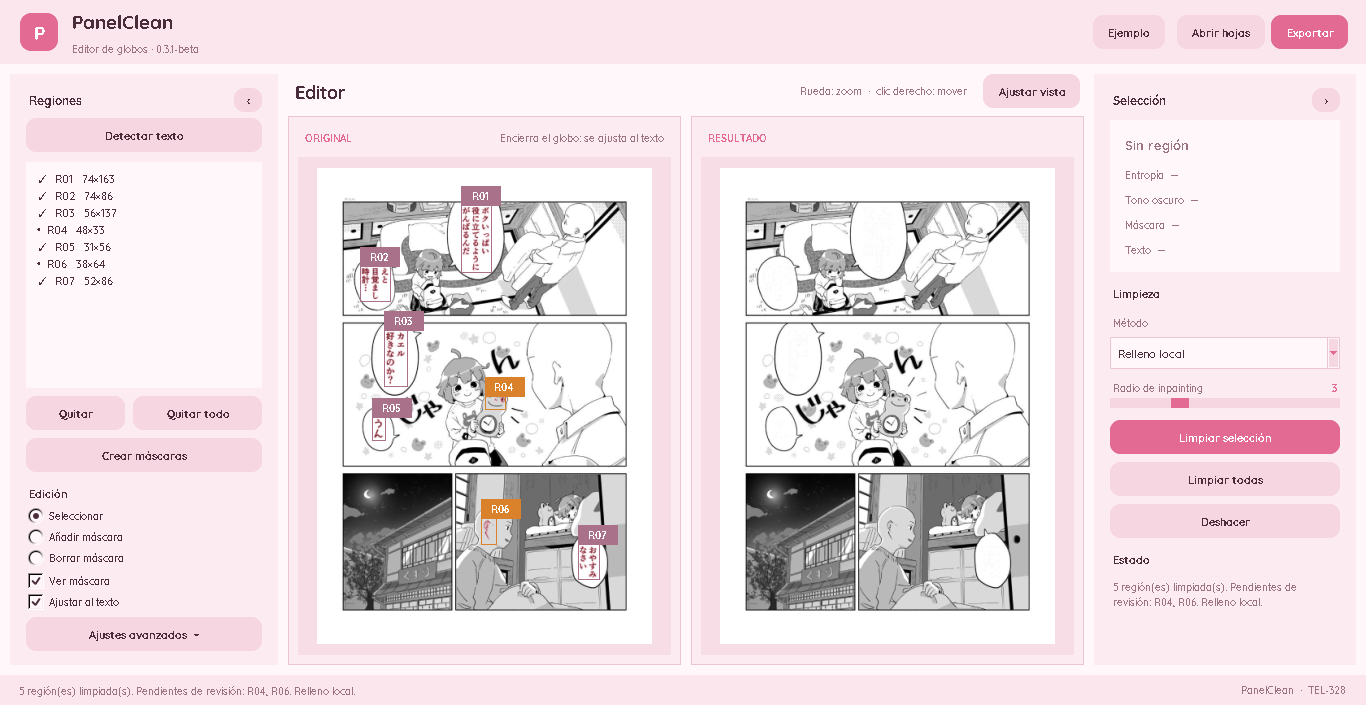 P
PanelClean
Editor de globos · 0.3.1-beta
Ejemplo
Abrir hojas
Exportar
Regiones
‹
Detectar texto
✓ R01 74×163
✓ R02 74×86
✓ R03 56×137
• R04 48×33
✓ R05 31×56
• R06 38×64
✓ R07 52×86
Quitar
Quitar todo
Crear máscaras
Edición
Seleccionar
Añadir máscara
Borrar máscara
Ver máscara
Ajustar al texto
Ajustes avanzados
Editor
Rueda: zoom · clic derecho: mover
Ajustar vista
ORIGINAL
Encierra el globo: se ajusta al texto
R01
ボクいっぱい
役に立てるように
がんばるんだ
R02
えと
目覚まし
時計…
R03
カエル
好きなのか?
R04
ん
R05
じゃ
うん
R06
R07
おやすみ
なさい
RESULTADO
ん
じゃ
Selección
›
Sin región
Entropía —
Tono oscuro —
Máscara —
Texto —
Limpieza
Método
Relleno local
Radio de inpainting 3
Limpiar selección
Limpiar todas
Deshacer
Estado
5 región(es) limpiada(s). Pendientes de
revisión: R04, R06. Relleno local.
5 región(es) limpiada(s). Pendientes de revisión: R04, R06. Relleno local.
PanelClean · TEL-328